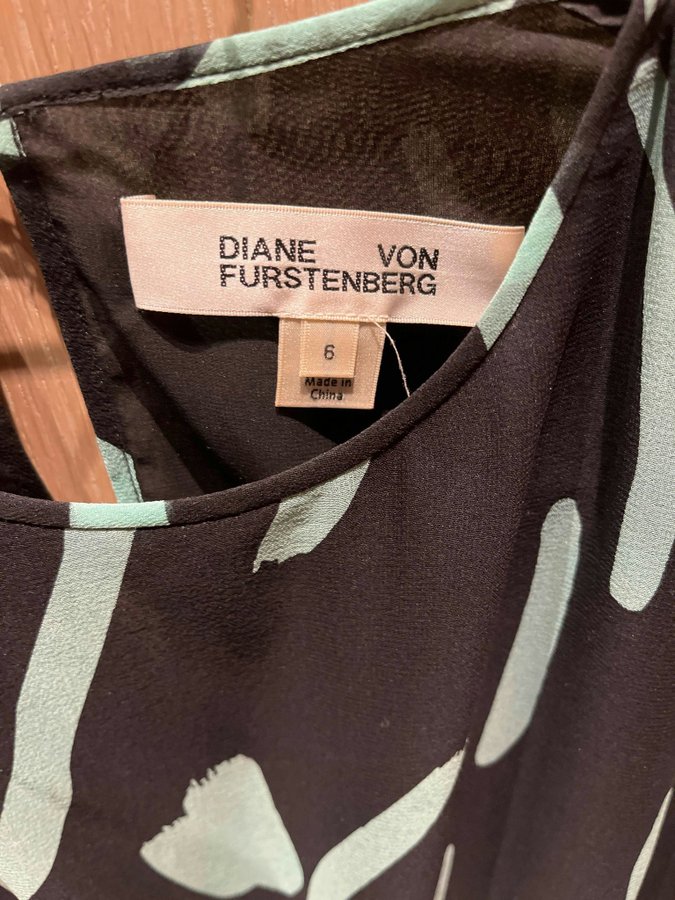 DIANE VON
FURSTENBERG
6
Made in
China